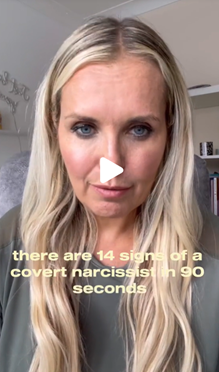 there are 14 signs of a
covert narcissist in 90
seconds